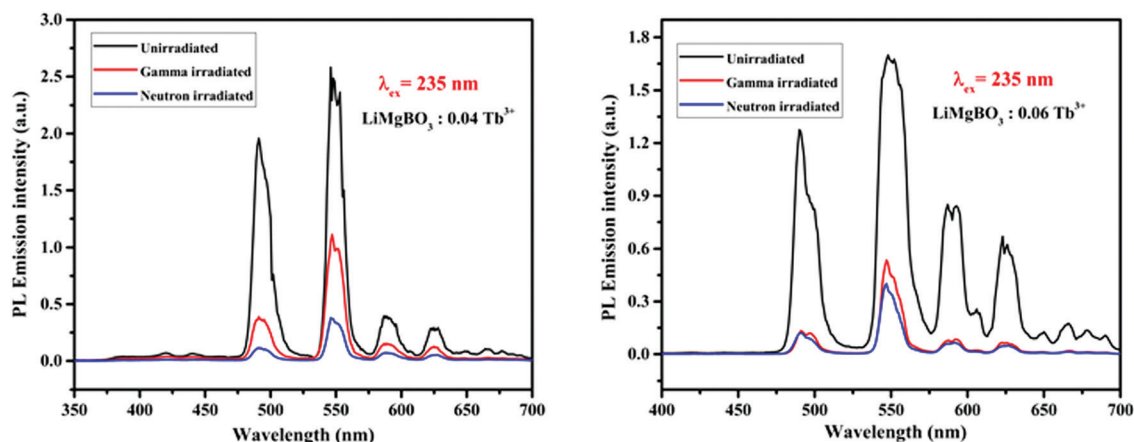 PL Emission intensity (a.u.)
3.0
2.5
2.0
1.5
1.0
0.5
0.0
Unirradiated
Gamma irradiated
Neutron irradiated
λex= 235 nm
LiMgBO3 : 0.04 Tb3+
350 400 450 500 550 600 650 700
Wavelength (nm)
PL Emission intensity (a.u.)
1.8
1.5
1.2
0.9
0.6
0.3
0.0
Unirradiated
Gamma irradiated
Neutron irradiated
λex= 235 nm
LiMgBO3 : 0.06 Tb3+
400 450 500 550 600 650 700
Wavelength (nm)